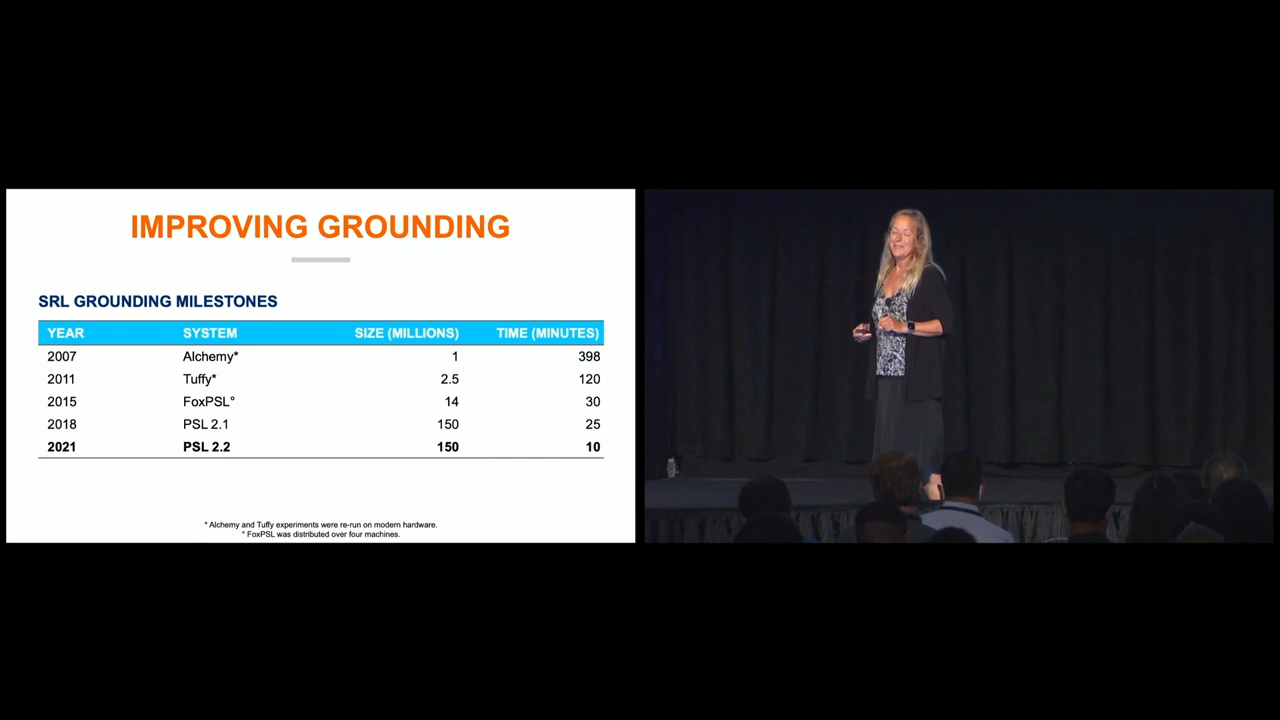 IMPROVING GROUNDING
SRL GROUNDING MILESTONES
YEAR SYSTEM SIZE (MILLIONS) TIME (MINUTES)
2007 Alchemy* 1 398
2011 Tuffy* 2.5 120
2015 FoxPSL° 14 30
2018 PSL 2.1 150 25
2021 PSL 2.2 150 10
* Alchemy and Tuffy experiments were re-run on modern hardware.
° FoxPSL was distributed over four machines.